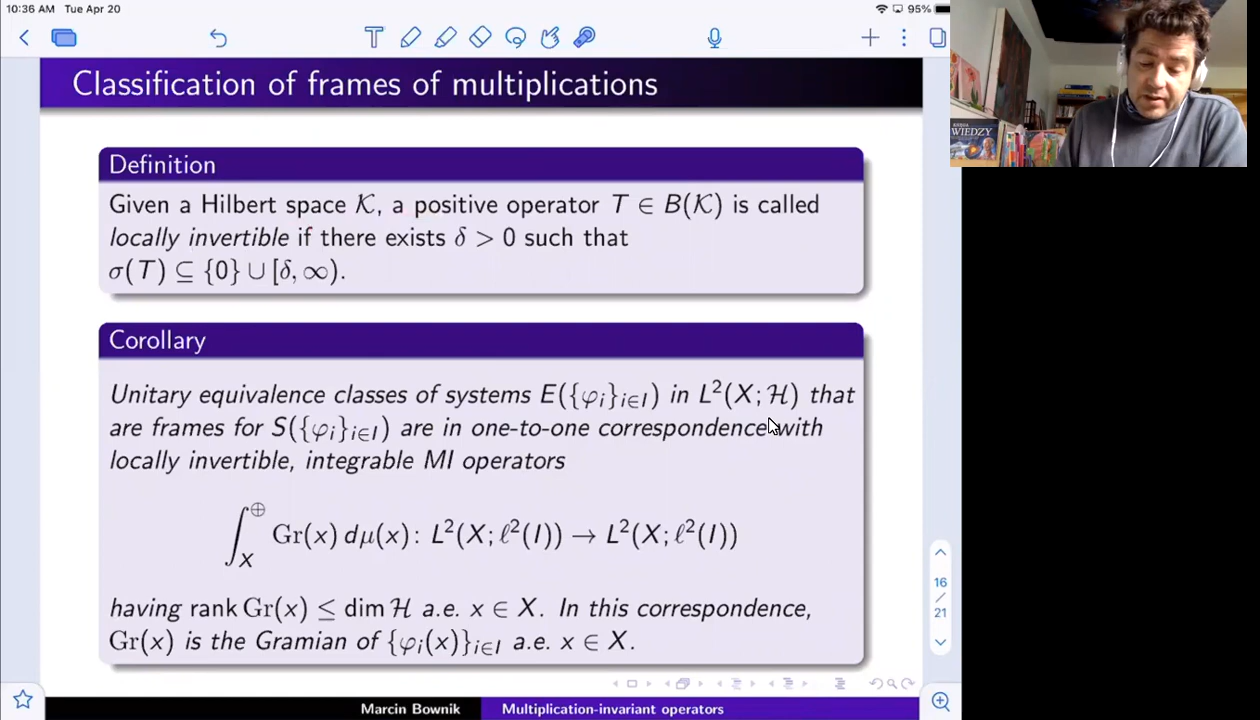 10:36 AM Tue Apr 20
95%
Classification of frames of multiplications
Definition
Given a Hilbert space 𝒦, a positive operator T ∈ B(𝒦) is called
locally invertible if there exists δ > 0 such that
σ(T) ⊆ {0} ∪ [δ, ∞).
Corollary
Unitary equivalence classes of systems E({φᵢ}ᵢ∈I) in L²(X; ℋ) that
are frames for S({φᵢ}ᵢ∈I) are in one-to-one correspondence with
locally invertible, integrable MI operators
∫_X^⊕ Gr(x) dμ(x): L²(X; ℓ²(I)) → L²(X; ℓ²(I))
having rank Gr(x) ≤ dim ℋ a.e. x ∈ X. In this correspondence,
Gr(x) is the Gramian of {φᵢ(x)}ᵢ∈I a.e. x ∈ X.
16
/
21
Marcin Bownik
Multiplication-invariant operators
WIEDZY